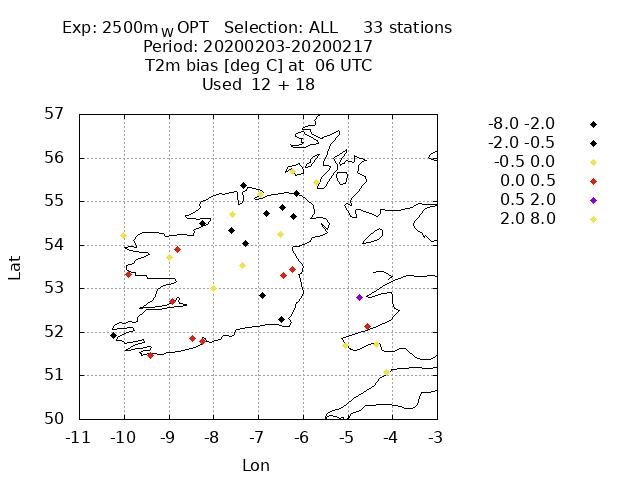 Exp: 2500m W OPT Selection: ALL 33 stations
Period: 20200203-20200217
T2m bias [deg C] at 06 UTC
Used 12 + 18
57
56
55
54
53
52
51
50
-11 -10 -9 -8 -7 -6 -5 -4 -3
Lat
Lon
-8.0 -2.0
-2.0 -0.5
-0.5 0.0
0.0 0.5
0.5 2.0
2.0 8.0